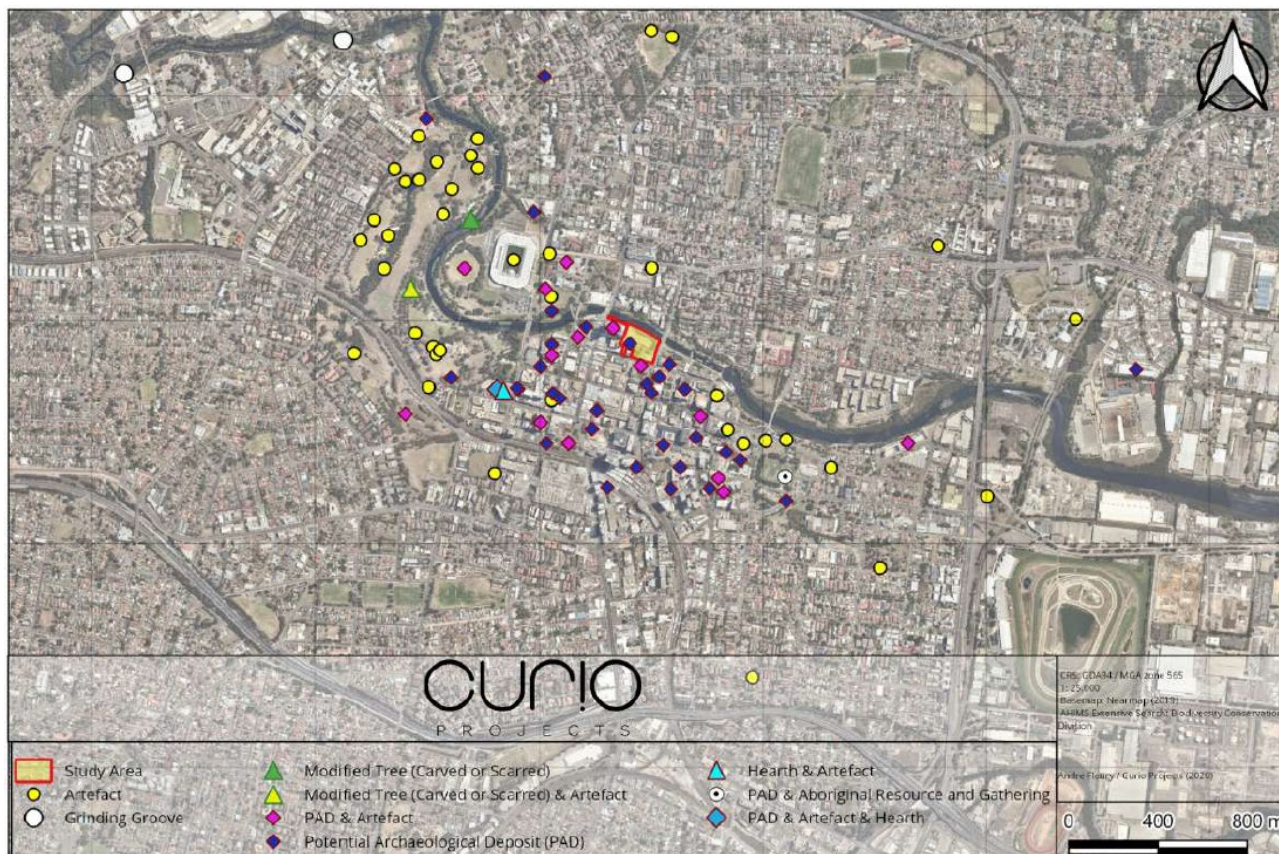 curio
PROJECTS
CRS: GDA94 / MGA zone 56S
1: 25,000
Basemap: Nearmap (2019)
AHIMS Extensive Search: Biodiversity Conservation
Division
Andre Fleury / Curio Projects (2020)
Study Area
Artefact
Grinding Groove
Modified Tree (Carved or Scarred)
Modified Tree (Carved or Scarred) & Artefact
PAD & Artefact
Potential Archaeological Deposit (PAD)
Hearth & Artefact
PAD & Aboriginal Resource and Gathering
PAD & Artefact & Hearth
0 400 800 m